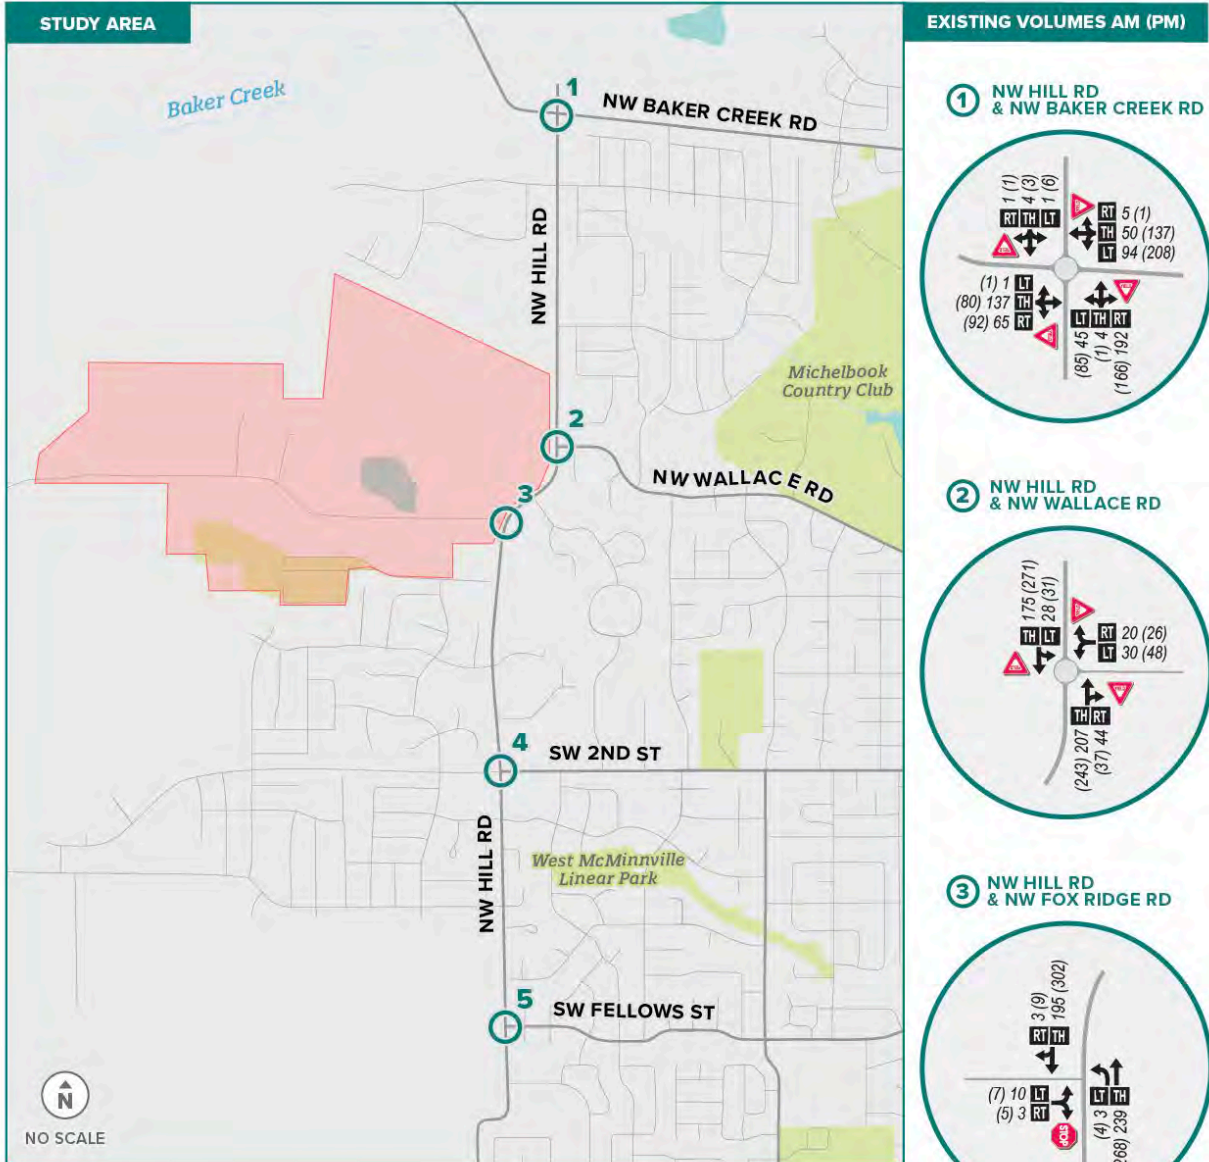 STUDY AREA
Baker Creek
1
NW BAKER CREEK RD
NW HILL RD
Michelbook
Country Club
2
NW WALLAC E RD
3
4
SW 2ND ST
NW HILL RD
West McMinnville
Linear Park
5
SW FELLOWS ST
N
NO SCALE
EXISTING VOLUMES AM (PM)
1 NW HILL RD
& NW BAKER CREEK RD
1 (1)
4 (3)
1 (6)
RT TH LT
RT 5 (1)
TH 50 (137)
LT 94 (208)
(1) 1 LT
(80) 137 TH
(92) 65 RT
LT TH RT
(85) 45
(1) 4
(166) 192
2 NW HILL RD
& NW WALLACE RD
175 (271)
28 (31)
TH LT
RT 20 (26)
LT 30 (48)
TH RT
(243) 207
(37) 44
3 NW HILL RD
& NW FOX RIDGE RD
3 (9)
195 (302)
RT TH
(7) 10 LT
(5) 3 RT
STOP
LT TH
(4) 3
268) 239